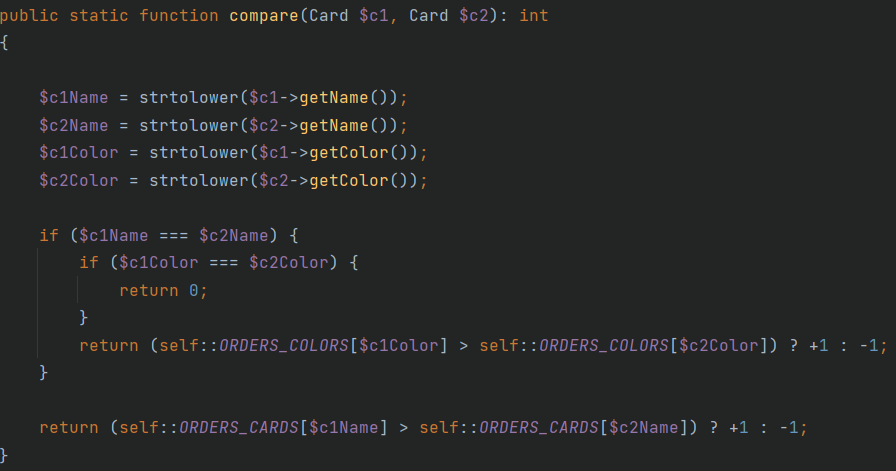 public static function compare(Card $c1, Card $c2): int
{
$c1Name = strtolower($c1->getName());
$c2Name = strtolower($c2->getName());
$c1Color = strtolower($c1->getColor());
$c2Color = strtolower($c2->getColor());
if ($c1Name === $c2Name) {
if ($c1Color === $c2Color) {
return 0;
}
return (self::ORDERS_COLORS[$c1Color] > self::ORDERS_COLORS[$c2Color]) ? +1 : -1;
}
return (self::ORDERS_CARDS[$c1Name] > self::ORDERS_CARDS[$c2Name]) ? +1 : -1;
}